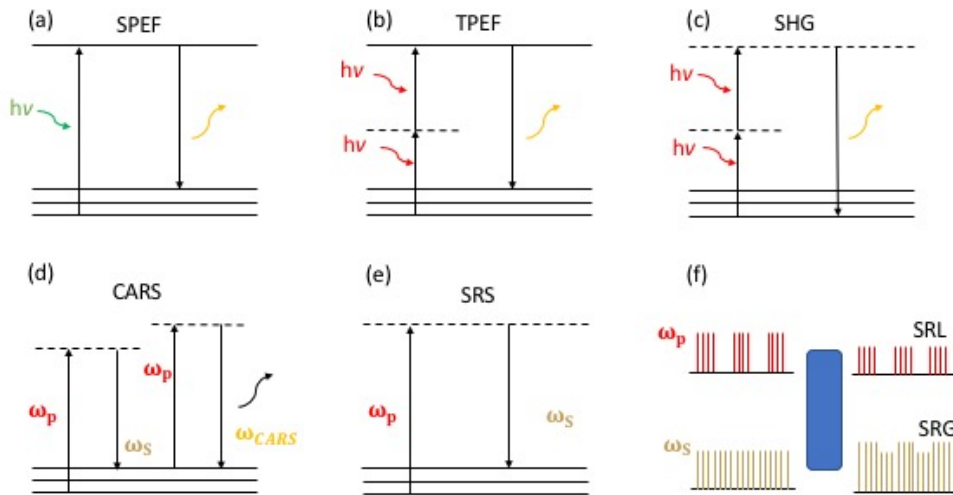 (a) SPEF
hν
(b) TPEF
hν
hν
(c) SHG
hν
hν
(d) CARS
ωp
ωS
ωp
ωCARS
(e) SRS
ωp
ωS
(f)
ωp
SRL
ωS
SRG